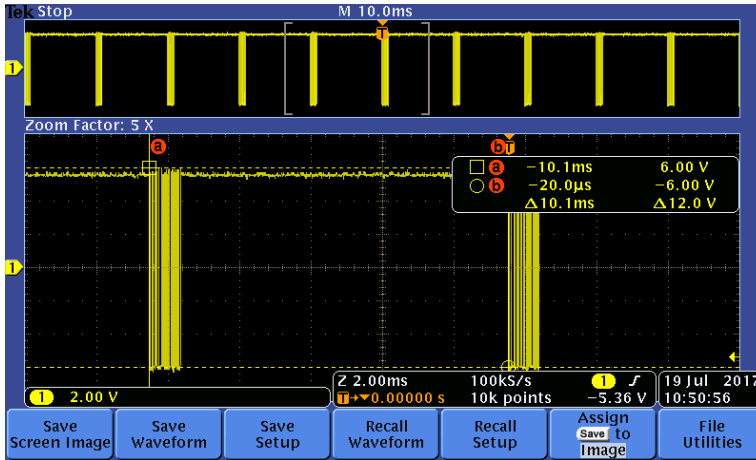 Tek Stop M 10.0ms
T
1
Zoom Factor: 5 X
a b T
a −10.1ms 6.00 V
b −20.0µs −6.00 V
Δ10.1ms Δ12.0 V
1
1 2.00 V
Z 2.00ms 100kS/s 1
T→▼0.00000 s 10k points −5.36 V
19 Jul 2017
10:50:56
Save Screen Image
Save Waveform
Save Setup
Recall Waveform
Recall Setup
Assign Save to Image
File Utilities